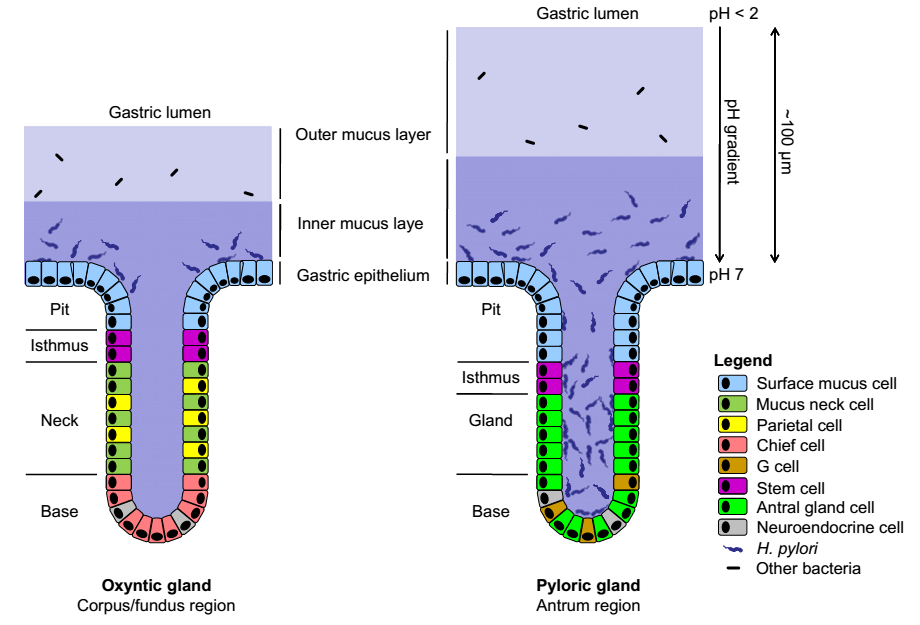 Gastric lumen
pH < 2
Gastric lumen
Outer mucus layer
pH gradient
~100 µm
Inner mucus laye
Gastric epithelium
pH 7
Pit
Pit
Isthmus
Isthmus
Neck
Gland
Base
Base
Legend
Surface mucus cell
Mucus neck cell
Parietal cell
Chief cell
G cell
Stem cell
Antral gland cell
Neuroendocrine cell
H. pylori
Other bacteria
Oxyntic gland
Corpus/fundus region
Pyloric gland
Antrum region